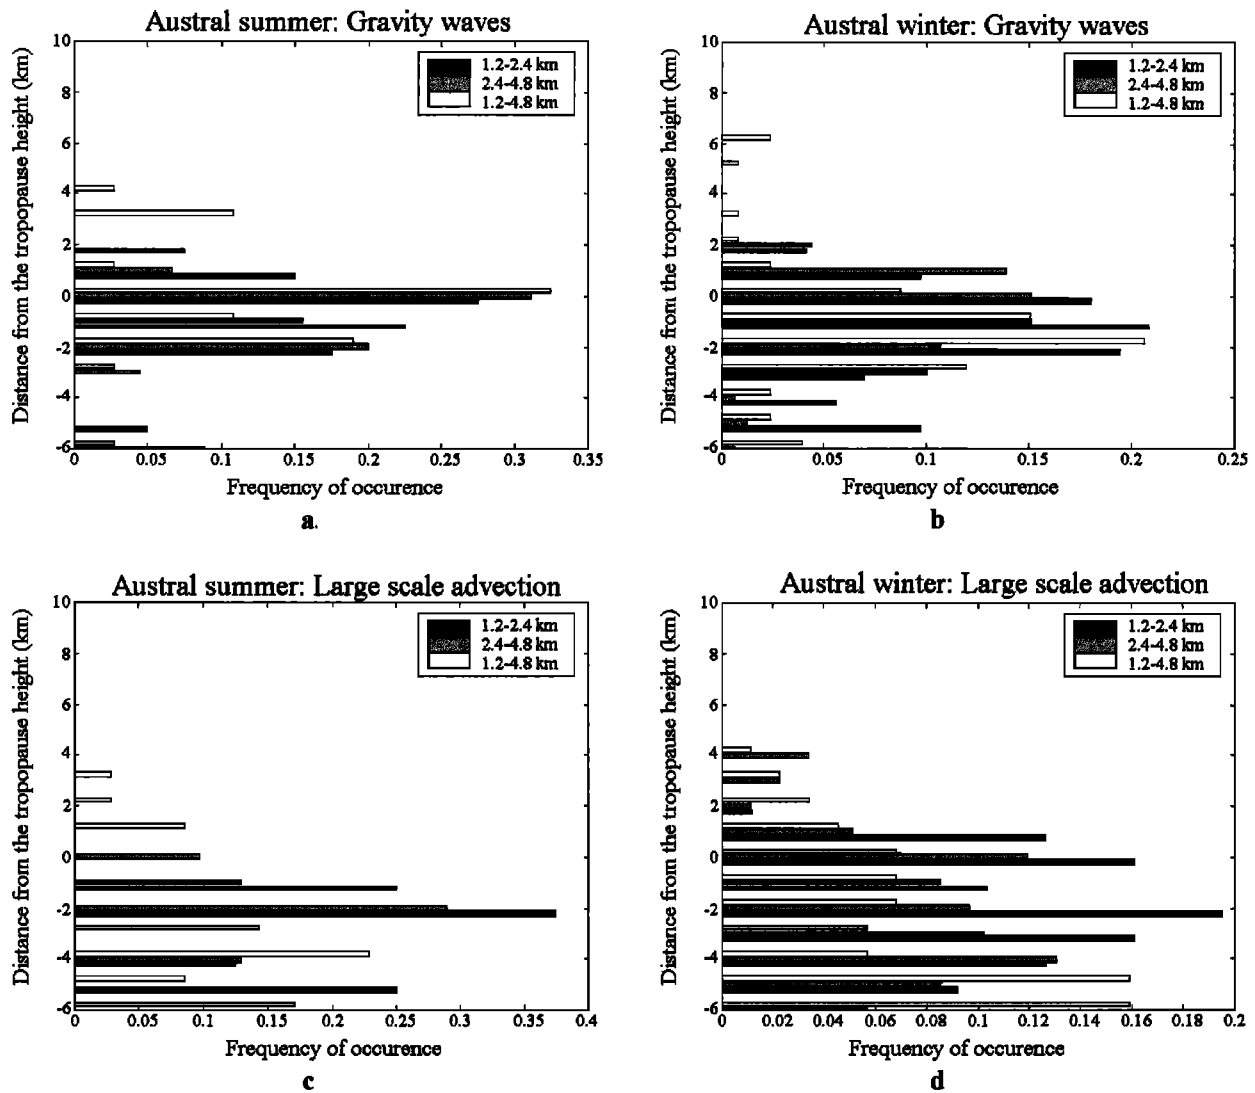 Austral summer: Gravity waves
Distance from the tropopause height (km)
10
8
6
4
2
0
-2
-4
-6
1.2-2.4 km
2.4-4.8 km
1.2-4.8 km
0 0.05 0.1 0.15 0.2 0.25 0.3 0.35
Frequency of occurence
a.
Austral winter: Gravity waves
Distance from the tropopause height (km)
10
8
6
4
2
0
-2
-4
-6
1.2-2.4 km
2.4-4.8 km
1.2-4.8 km
0 0.05 0.1 0.15 0.2 0.25
Frequency of occurence
b
Austral summer: Large scale advection
Distance from the tropopause height (km)
10
8
6
4
2
0
-2
-4
-6
1.2-2.4 km
2.4-4.8 km
1.2-4.8 km
0 0.05 0.1 0.15 0.2 0.25 0.3 0.35 0.4
Frequency of occurence
c
Austral winter: Large scale advection
Distance from the tropopause height (km)
10
8
6
4
2
0
-2
-4
-6
1.2-2.4 km
2.4-4.8 km
1.2-4.8 km
0 0.02 0.04 0.06 0.08 0.1 0.12 0.14 0.16 0.18 0.2
Frequency of occurence
d